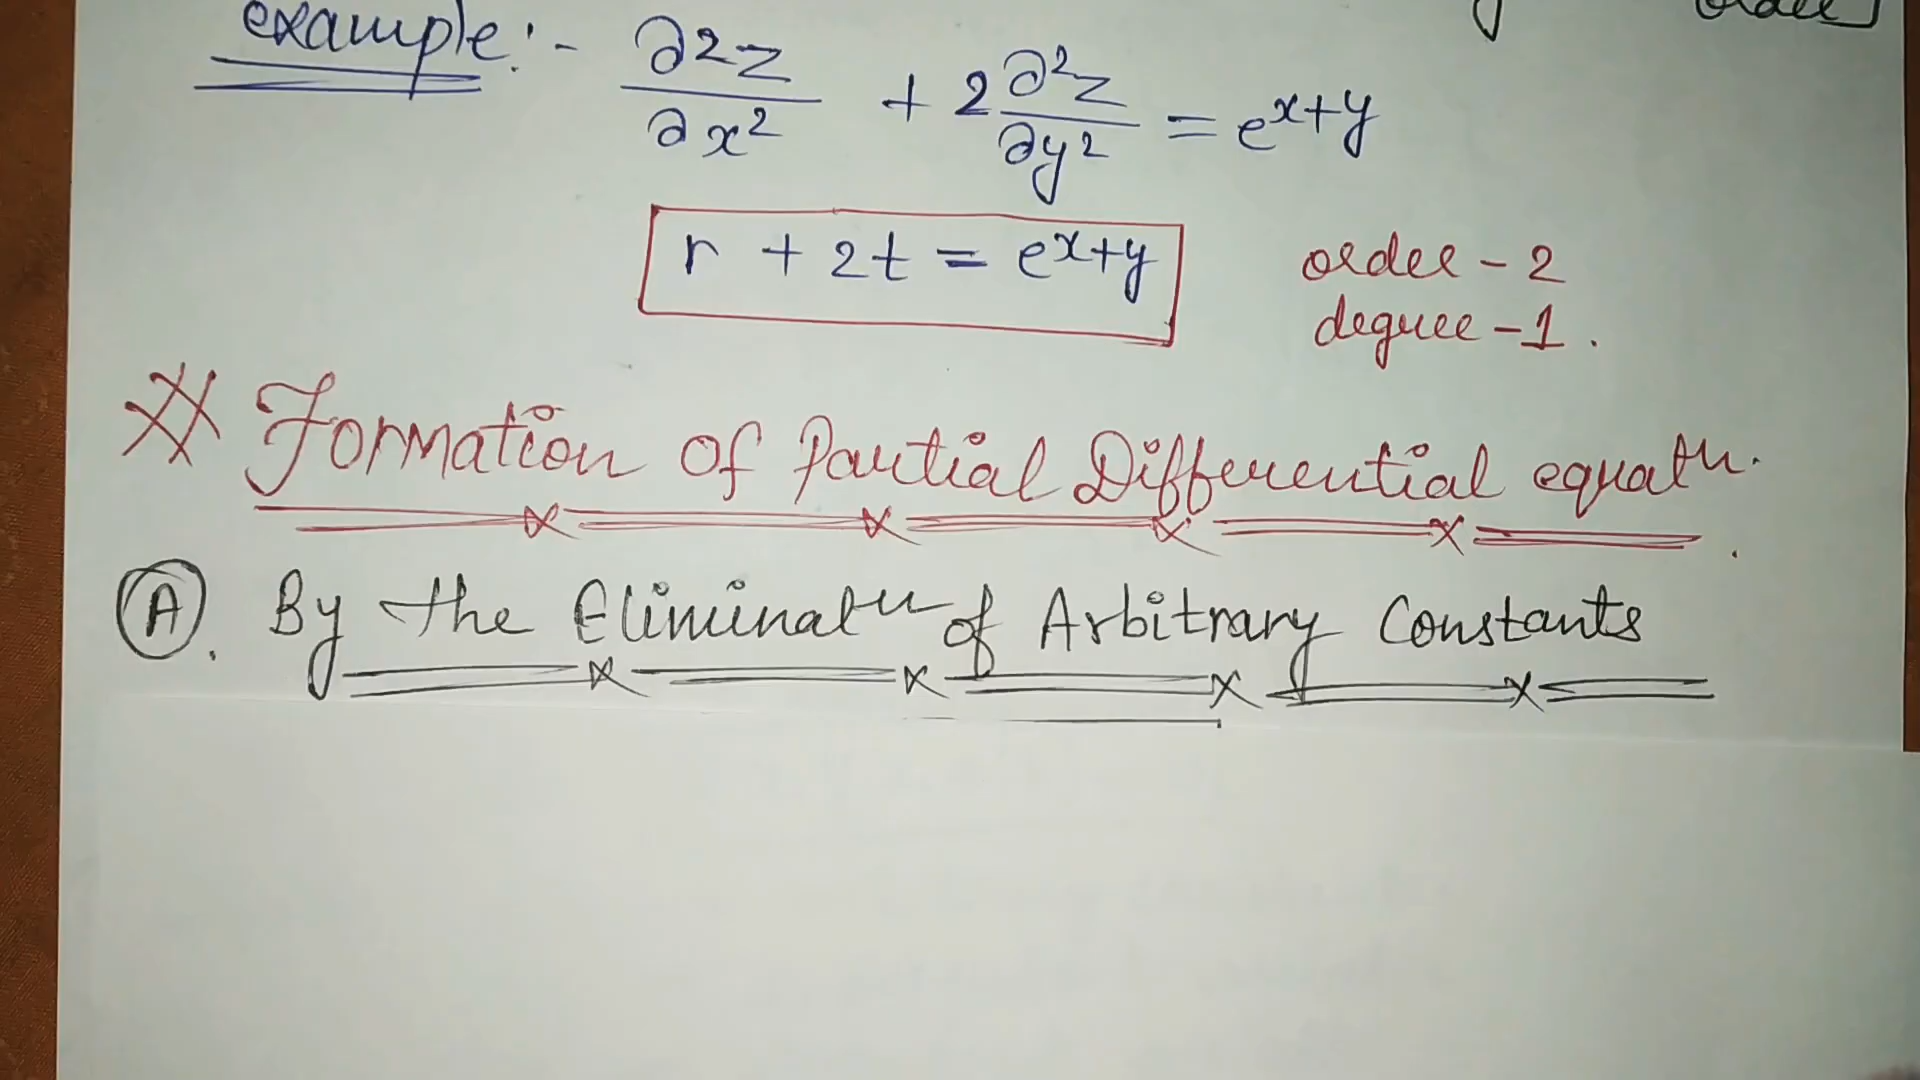 order]
example:- ∂²z/∂x² + 2 ∂²z/∂y² = e^{x+y}
r + 2t = e^{x+y}
order - 2
degree - 1.
Formation of Partial Differential equatn.
(A). By the Eliminatn of Arbitrary Constants